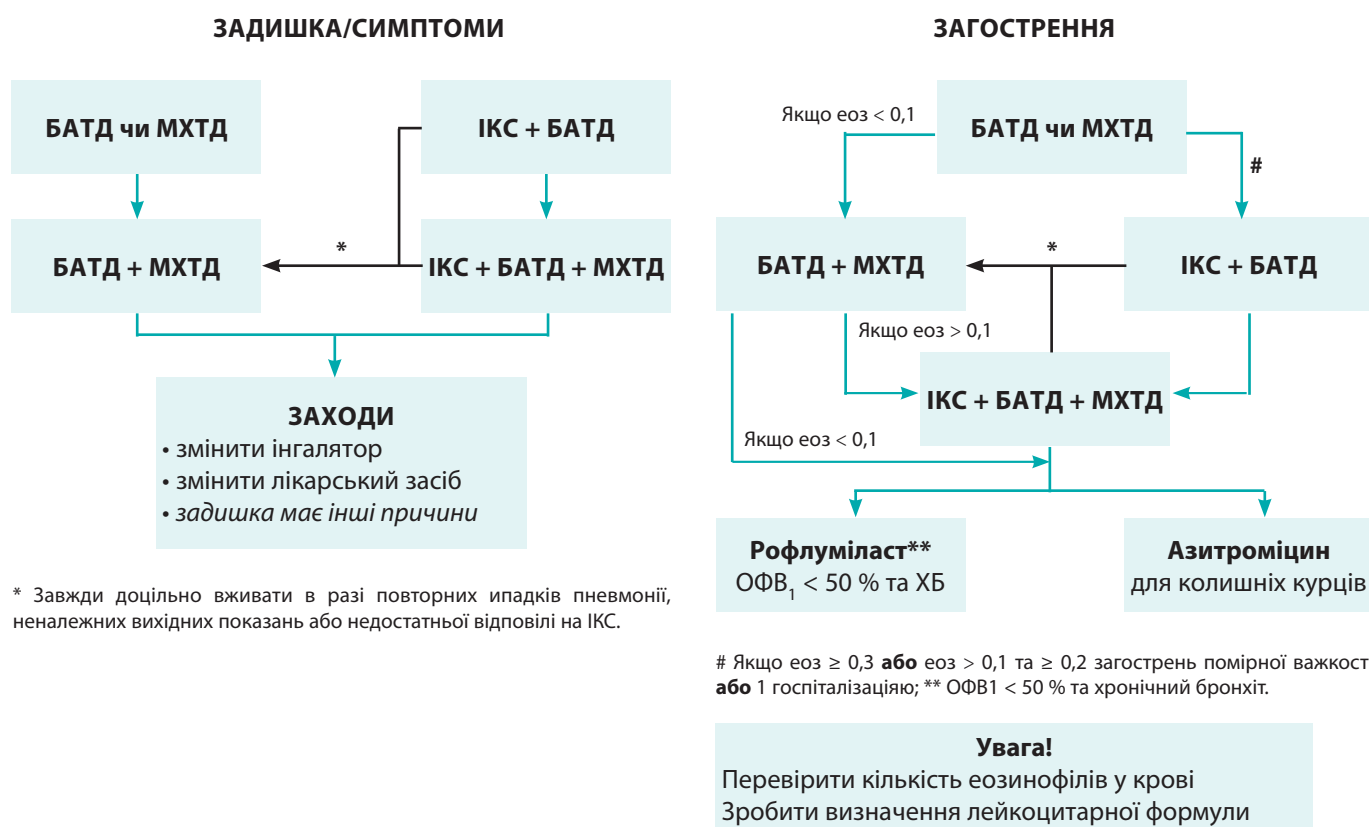 ЗАДИШКА/СИМПТОМИ
БАТД чи МХТД
ІКС + БАТД
*
БАТД + МХТД
ІКС + БАТД + МХТД
ЗАХОДИ
• змінити інгалятор
• змінити лікарський засіб
• задишка має інші причини
* Завжди доцільно вживати в разі повторних ипадків пневмонії,
неналежних вихідних показань або недостатньої відповілі на ІКС.
ЗАГОСТРЕННЯ
Якщо еоз < 0,1
БАТД чи МХТД
#
БАТД + МХТД
*
ІКС + БАТД
Якщо еоз > 0,1
ІКС + БАТД + МХТД
Якщо еоз < 0,1
Рофлуміласт**
ОФВ₁ < 50 % та ХБ
Азитроміцин
для колишніх курців
# Якщо еоз ≥ 0,3 або еоз > 0,1 та ≥ 0,2 загострень помірної важкост
або 1 госпіталізаціяю; ** ОФВ1 < 50 % та хронічний бронхіт.
Увага!
Перевірити кількість еозинофілів у крові
Зробити визначення лейкоцитарної формули